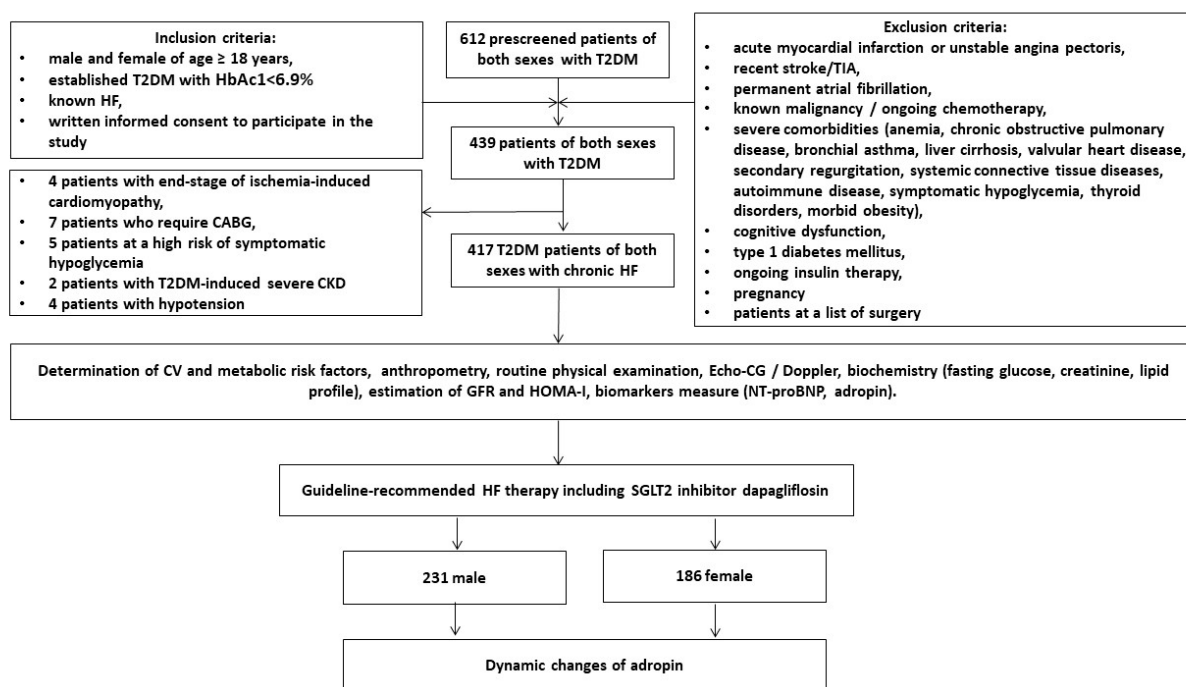 Inclusion criteria:
• male and female of age ≥ 18 years,
• established T2DM with HbAc1<6.9%
• known HF,
• written informed consent to participate in the
study
612 prescreened patients of
both sexes with T2DM
Exclusion criteria:
• acute myocardial infarction or unstable angina pectoris,
• recent stroke/TIA,
• permanent atrial fibrillation,
• known malignancy / ongoing chemotherapy,
• severe comorbidities (anemia, chronic obstructive pulmonary
disease, bronchial asthma, liver cirrhosis, valvular heart disease,
secondary regurgitation, systemic connective tissue diseases,
autoimmune disease, symptomatic hypoglycemia, thyroid
disorders, morbid obesity),
• cognitive dysfunction,
• type 1 diabetes mellitus,
• ongoing insulin therapy,
• pregnancy
• patients at a list of surgery
439 patients of both sexes
with T2DM
• 4 patients with end-stage of ischemia-induced
cardiomyopathy,
• 7 patients who require CABG,
• 5 patients at a high risk of symptomatic
hypoglycemia
• 2 patients with T2DM-induced severe CKD
• 4 patients with hypotension
417 T2DM patients of both
sexes with chronic HF
Determination of CV and metabolic risk factors, anthropometry, routine physical examination, Echo-CG / Doppler, biochemistry (fasting glucose, creatinine, lipid
profile), estimation of GFR and HOMA-I, biomarkers measure (NT-proBNP, adropin).
Guideline-recommended HF therapy including SGLT2 inhibitor dapagliflosin
231 male
186 female
Dynamic changes of adropin